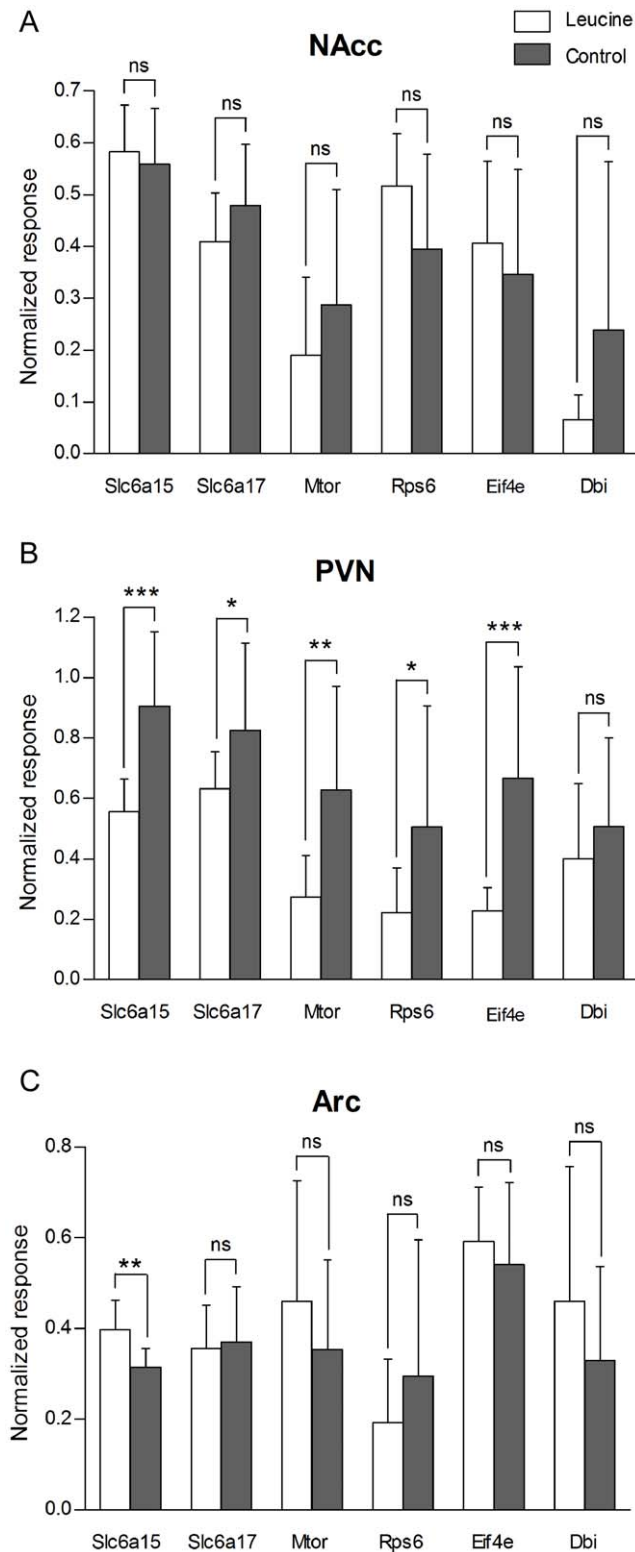 A
NAcc
Leucine
Control
Normalized response
0.7
0.6
0.5
0.4
0.3
0.2
0.1
0.0
ns ns ns ns ns ns
Slc6a15 Slc6a17 Mtor Rps6 Eif4e Dbi
B
PVN
Normalized response
1.2
1.0
0.8
0.6
0.4
0.2
0.0
*** * ** * *** ns
Slc6a15 Slc6a17 Mtor Rps6 Eif4e Dbi
C
Arc
Normalized response
0.8
0.6
0.4
0.2
0.0
** ns ns ns ns ns
Slc6a15 Slc6a17 Mtor Rps6 Eif4e Dbi